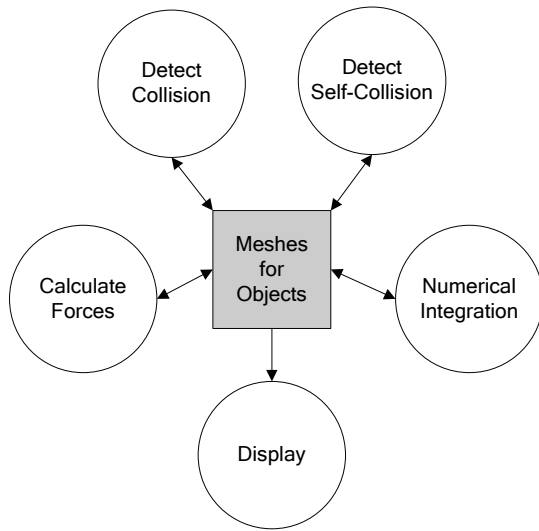 Detect
Collision
Detect
Self-Collision
Meshes
for
Objects
Calculate
Forces
Numerical
Integration
Display